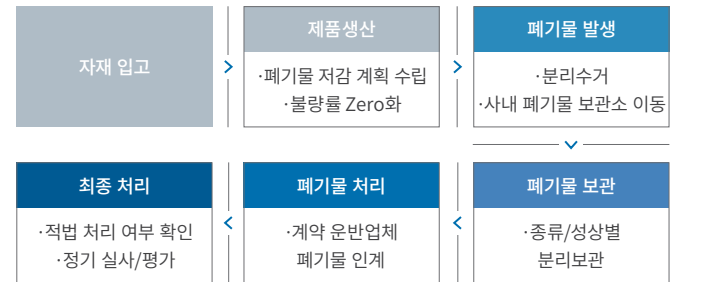 자재 입고
제품생산
·폐기물 저감 계획 수립
·불량률 Zero화
폐기물 발생
·분리수거
·사내 폐기물 보관소 이동
폐기물 보관
·종류/성상별
분리보관
폐기물 처리
·계약 운반업체
폐기물 인계
최종 처리
·적법 처리 여부 확인
·정기 실사/평가